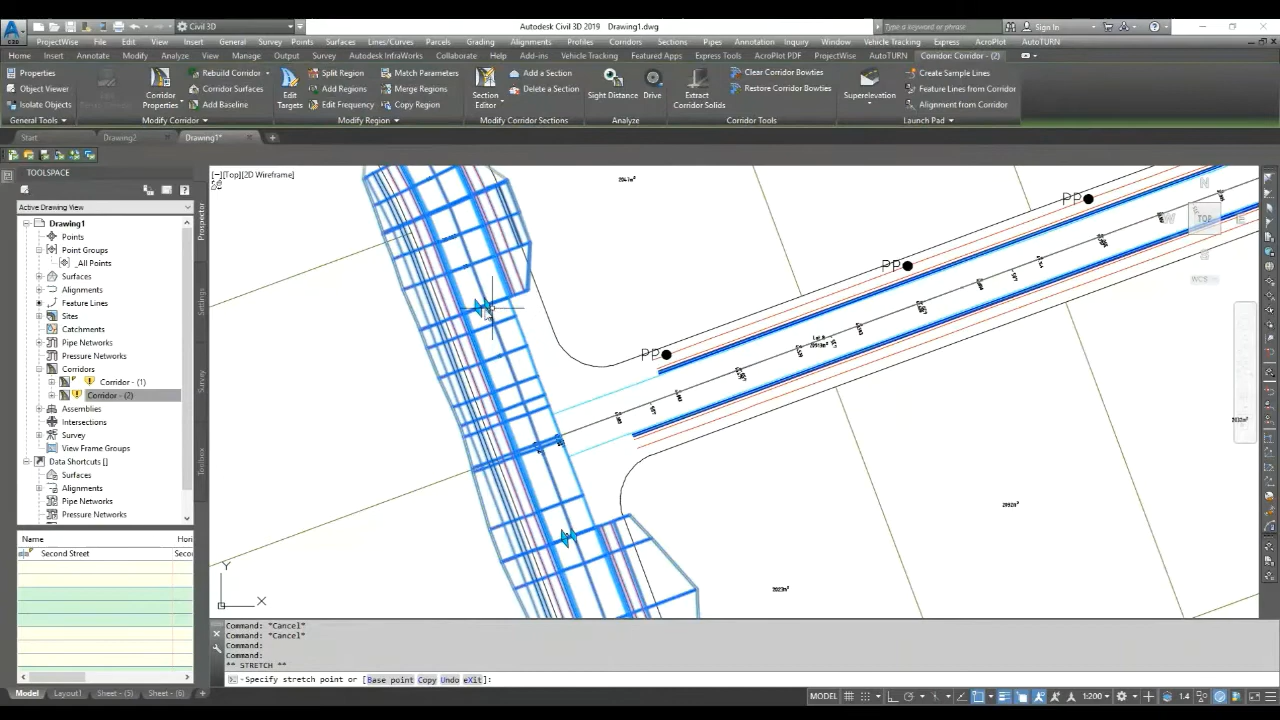 Civil 3D
Autodesk Civil 3D 2019 Drawing1.dwg
Type a keyword or phrase
Sign In
ProjectWise File Edit View Insert General Survey Points Surfaces Lines/Curves Parcels Grading Alignments Profiles Corridors Sections Pipes Annotation Inquiry Window Vehicle Tracking Express AcroPlot AutoTURN
Home Insert Annotate Modify Analyze View Manage Output Survey Autodesk InfraWorks Collaborate Help Add-ins Vehicle Tracking Featured Apps Express Tools AcroPlot PDF ProjectWise AutoTURN Corridor: Corridor - (2)
Properties
Object Viewer
Isolate Objects
General Tools
Corridor Properties
Rebuild Corridor
Corridor Surfaces
Add Baseline
Modify Corridor
Edit Targets
Split Region
Add Regions
Edit Frequency
Match Parameters
Merge Regions
Copy Region
Modify Region
Section Editor
Add a Section
Delete a Section
Modify Corridor Sections
Sight Distance
Drive
Analyze
Extract Corridor Solids
Clear Corridor Bowties
Restore Corridor Bowties
Corridor Tools
Superelevation
Create Sample Lines
Feature Lines from Corridor
Alignment from Corridor
Launch Pad
Start
Drawing2
Drawing1*
TOOLSPACE
Active Drawing View
Drawing1
Points
Point Groups
_All Points
Surfaces
Alignments
Feature Lines
Sites
Catchments
Pipe Networks
Pressure Networks
Corridors
Corridor - (1)
Corridor - (2)
Assemblies
Intersections
Survey
View Frame Groups
Data Shortcuts []
Surfaces
Alignments
Pipe Networks
Pressure Networks
Name Hori
Second Street Seco
Prospector
Settings
Survey
Toolbox
[−][Top][2D Wireframe]
2047m²
PP
PP
PP
N
W
TOP
E
S
WCS
2092m²
2023m²
Y
X
Command: *Cancel*
Command: *Cancel*
Command:
Command:
** STRETCH **
Specify stretch point or [Base point Copy Undo eXit]:
Model Layout1 Sheet - (5) Sheet - (6)
MODEL
1:200
1.4